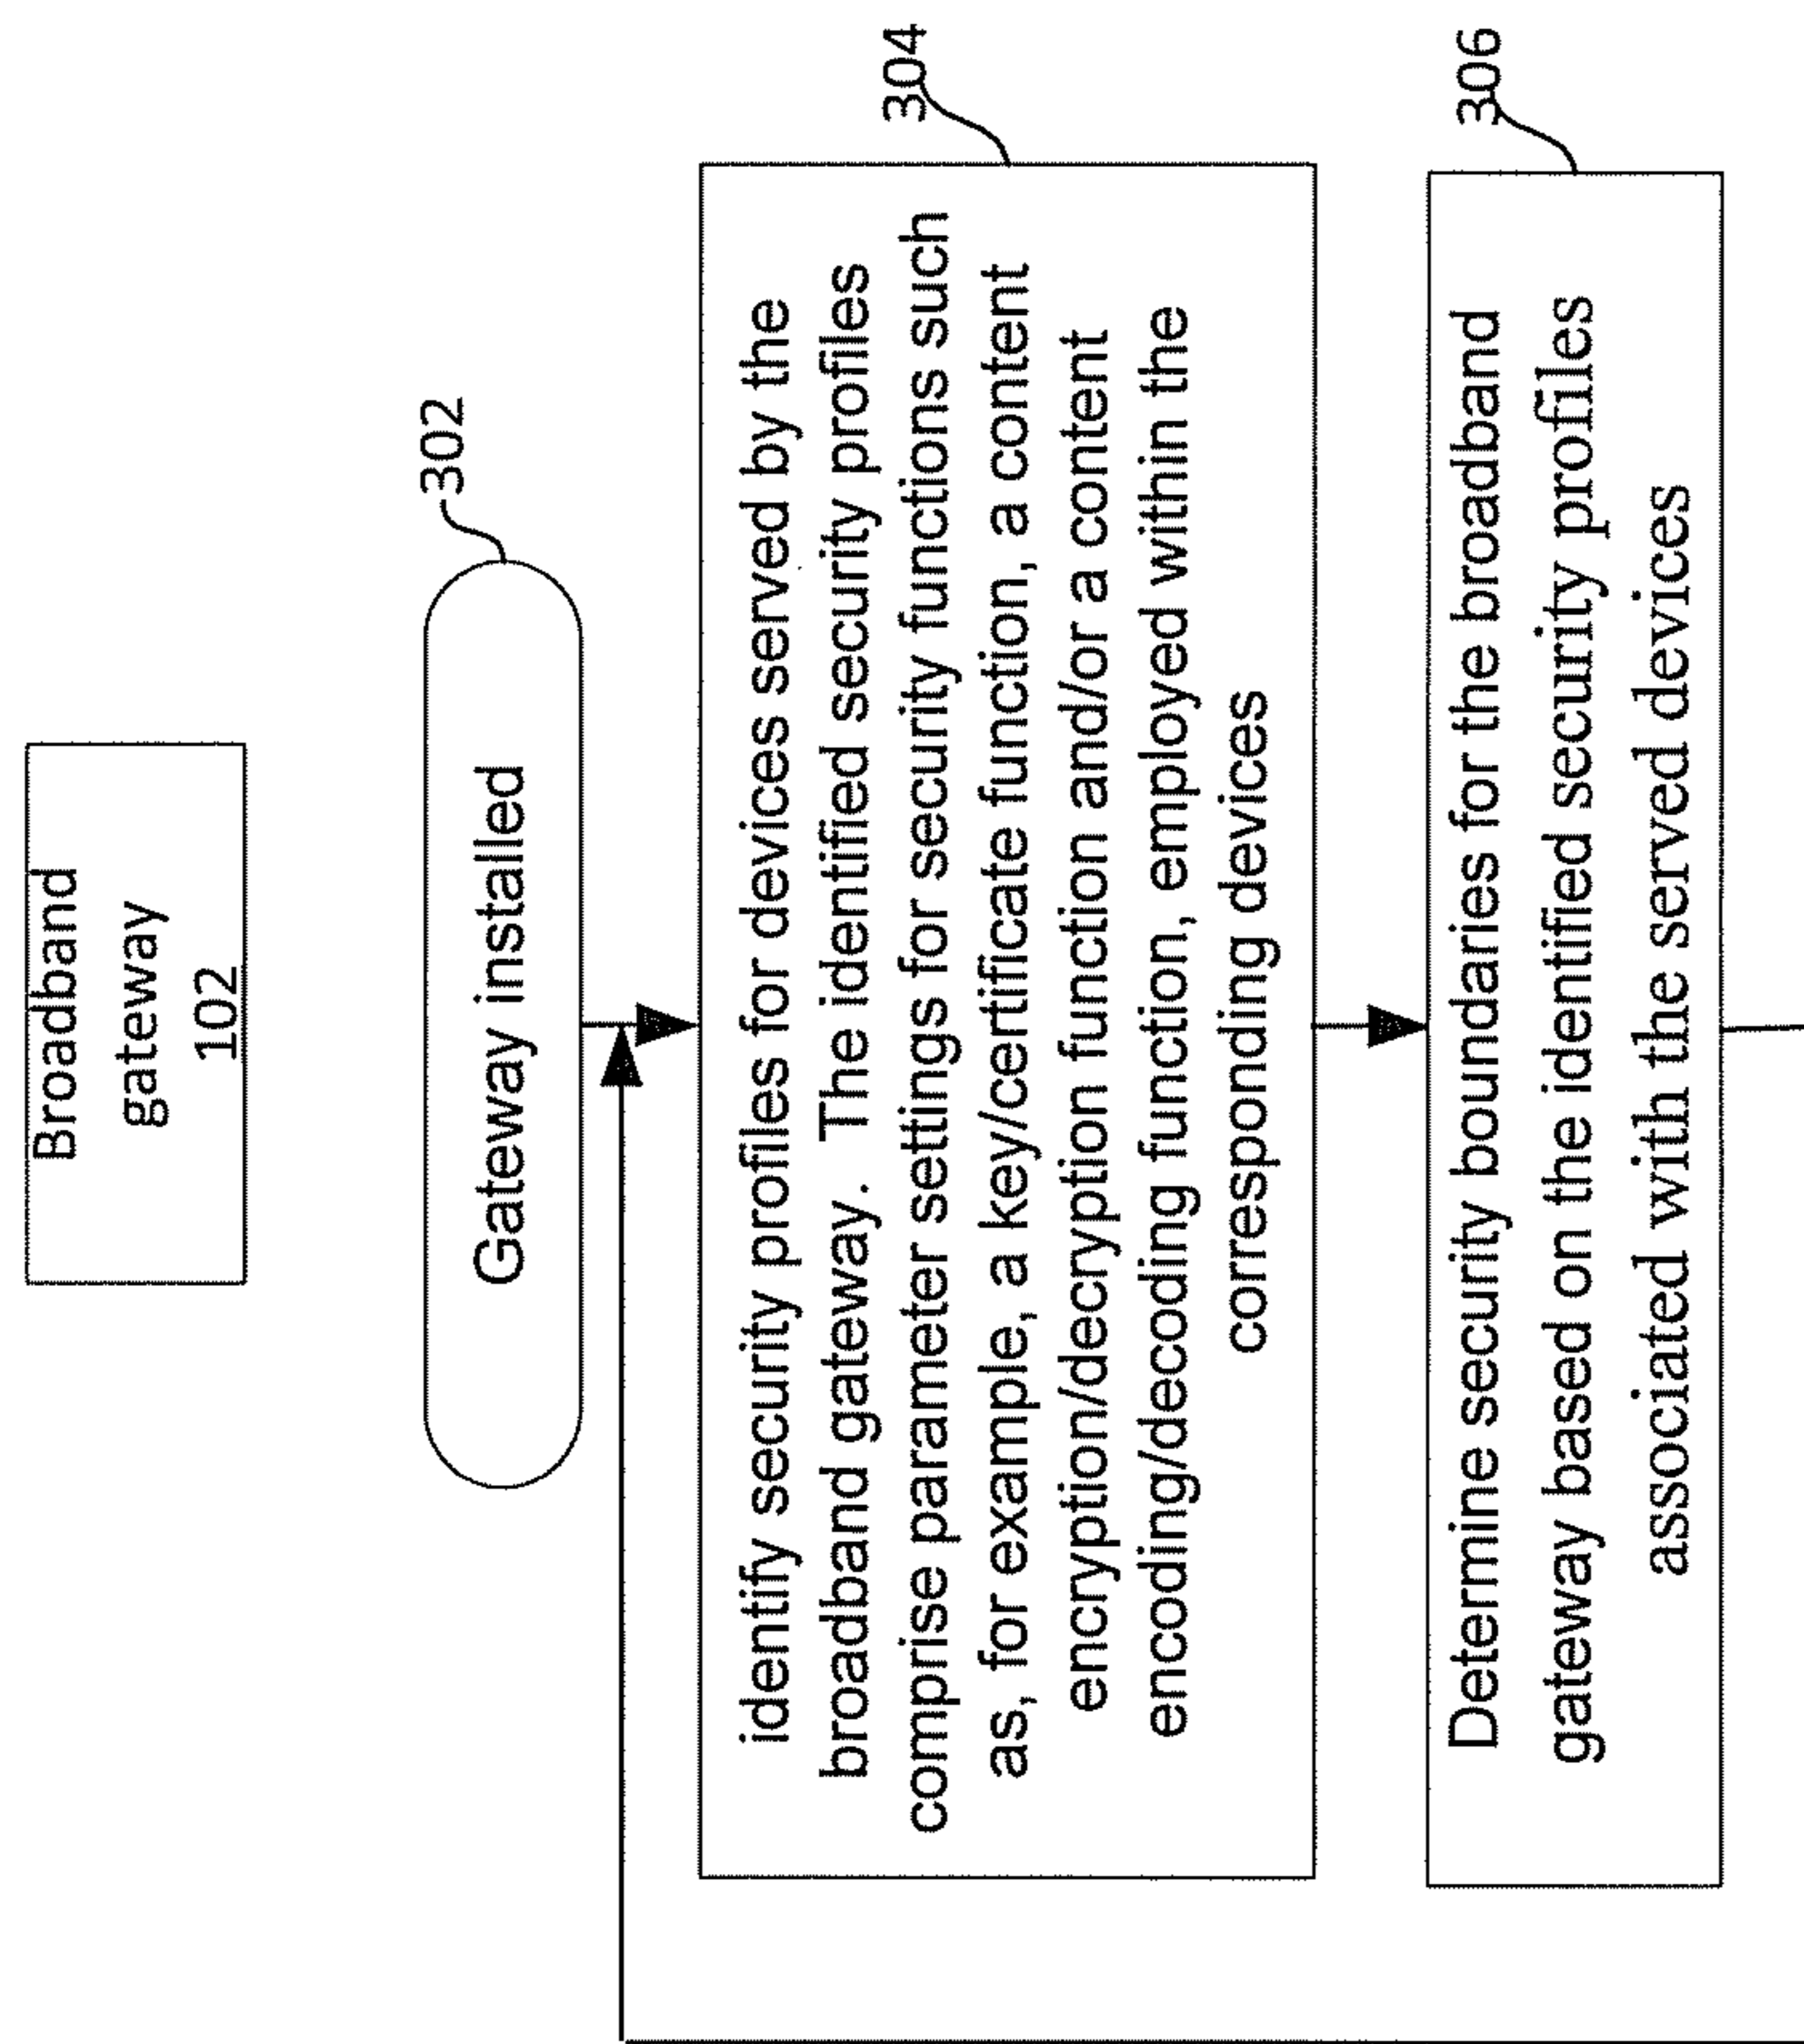 Broadband
gateway
102
302
Gateway installed
304
identify security profiles for devices served by the
broadband gateway. The identified security profiles
comprise parameter settings for security functions such
as, for example, a key/certificate function, a content
encryption/decryption function and/or a content
encoding/decoding function, employed within the
corresponding devices
306
Determine security boundaries for the broadband
gateway based on the identified security profiles
associated with the served devices